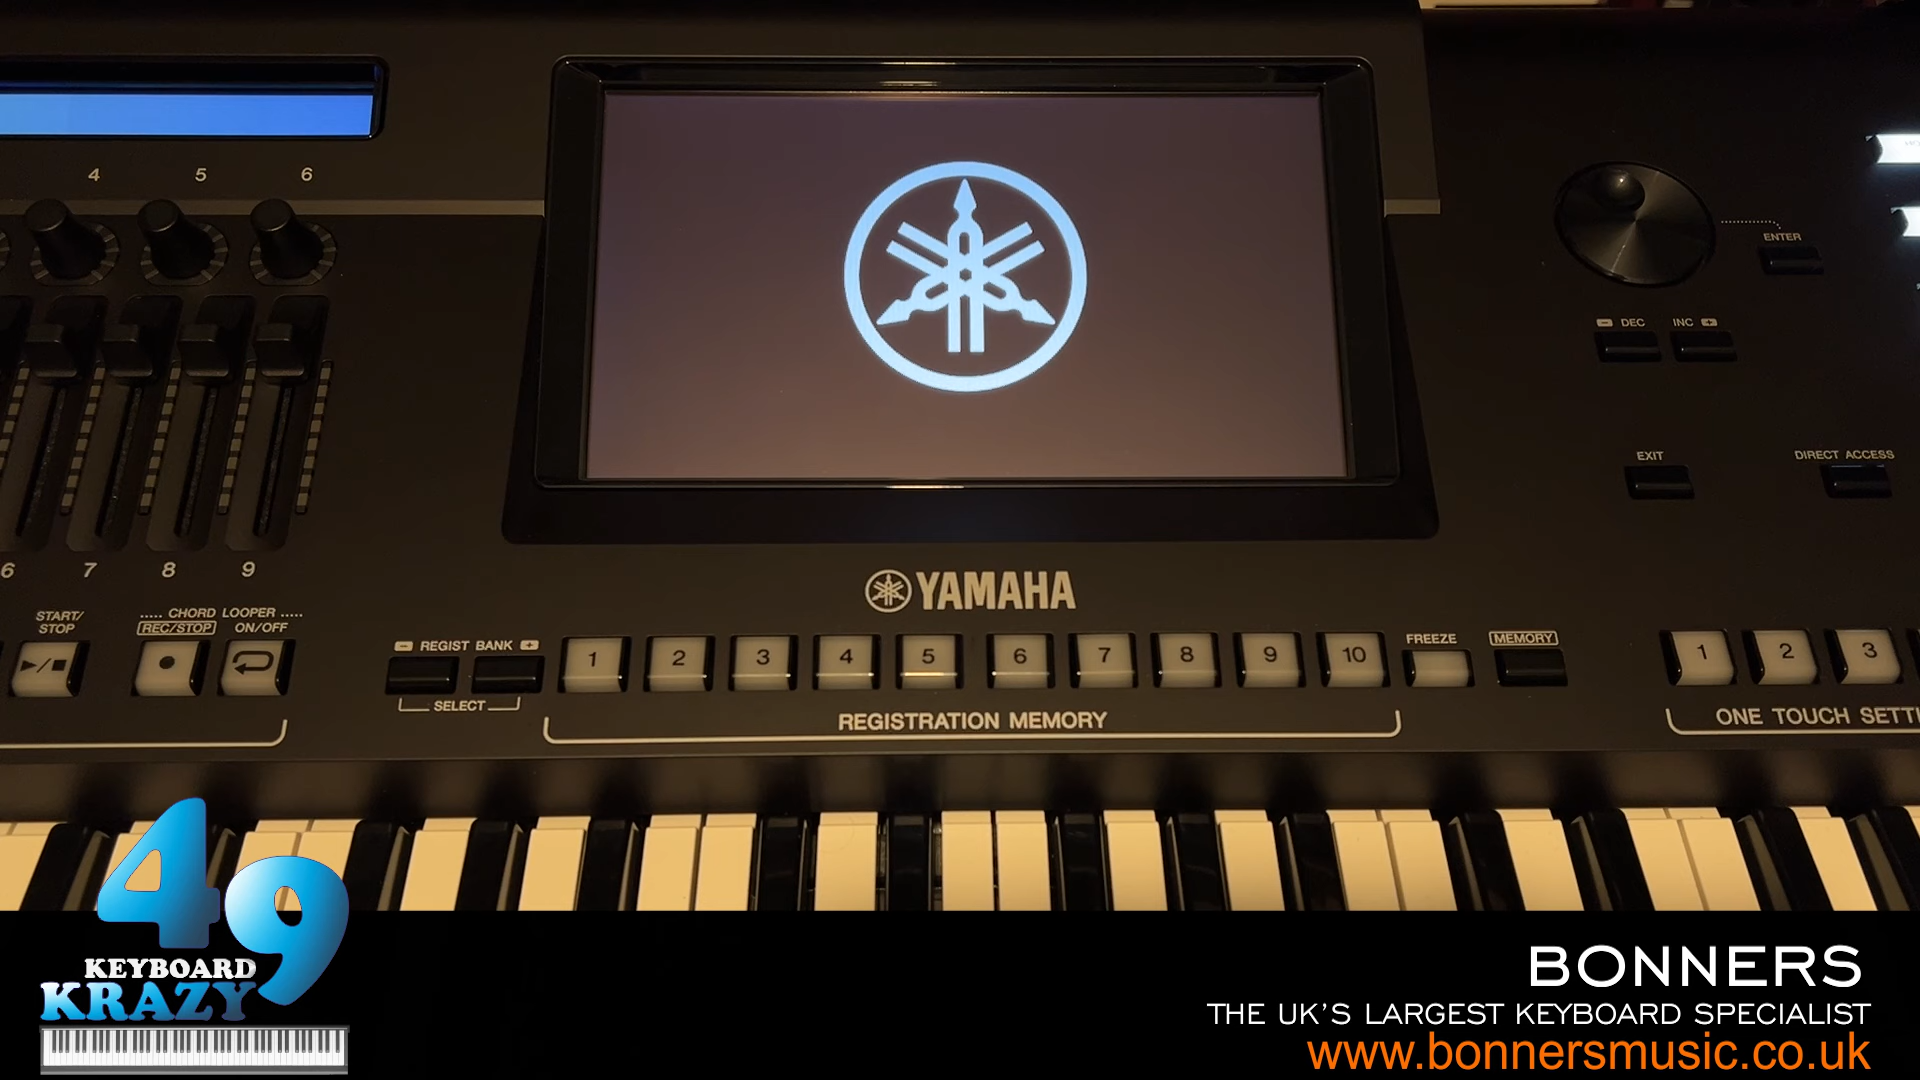 4 5 6
ENTER
DEC INC
EXIT
DIRECT ACCESS
6 7 8 9
YAMAHA
START/
STOP
CHORD LOOPER
REC/STOP ON/OFF
REGIST BANK
SELECT
1 2 3 4 5 6 7 8 9 10
FREEZE
MEMORY
1 2 3
REGISTRATION MEMORY
ONE TOUCH SETTI
49
KEYBOARD
KRAZY
BONNERS
THE UK'S LARGEST KEYBOARD SPECIALIST
www.bonnersmusic.co.uk